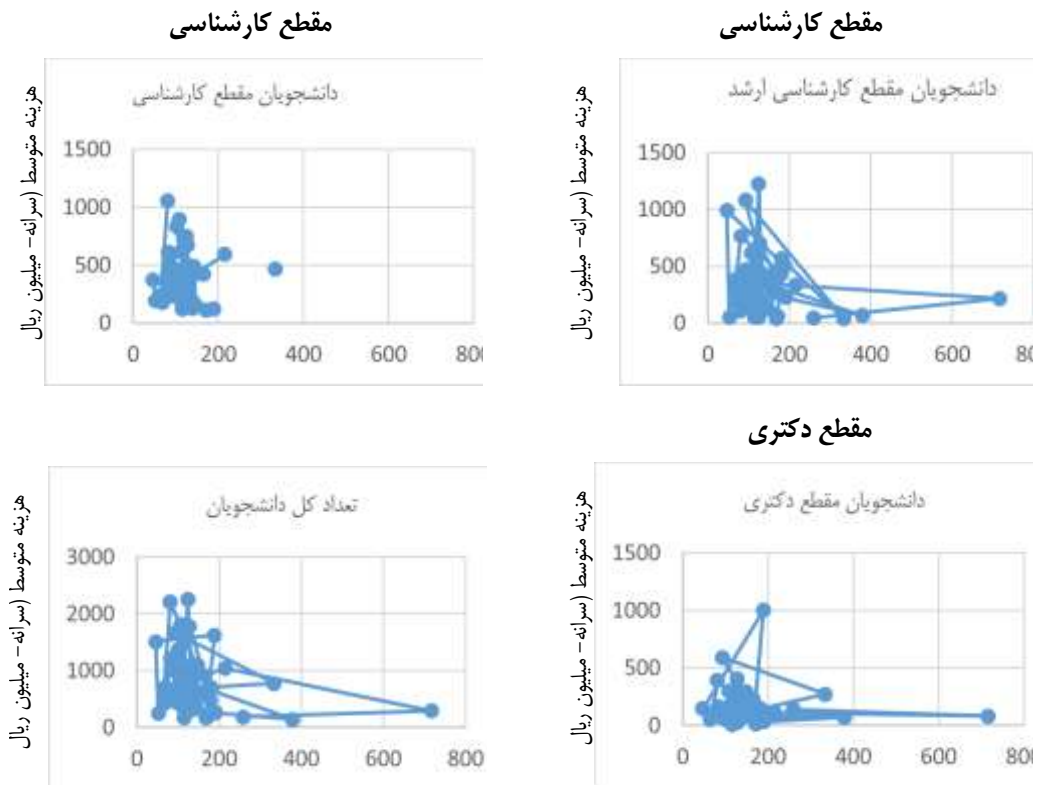 مقطع کارشناسی
مقطع کارشناسی
دانشجویان مقطع کارشناسی ارشد
هزینه متوسط (سرانه- میلیون ریال
1500
1000
500
0
0 200 400 600 80
دانشجویان مقطع کارشناسی
هزینه متوسط (سرانه- میلیون ریال
1500
1000
500
0
0 200 400 600 800
مقطع دکتری
دانشجویان مقطع دکتری
هزینه متوسط (سرانه- میلیون ریال
1500
1000
500
0
0 200 400 600 80
تعداد کل دانشجویان
هزینه متوسط (سرانه- میلیون ریال
3000
2000
1000
0
0 200 400 600 800